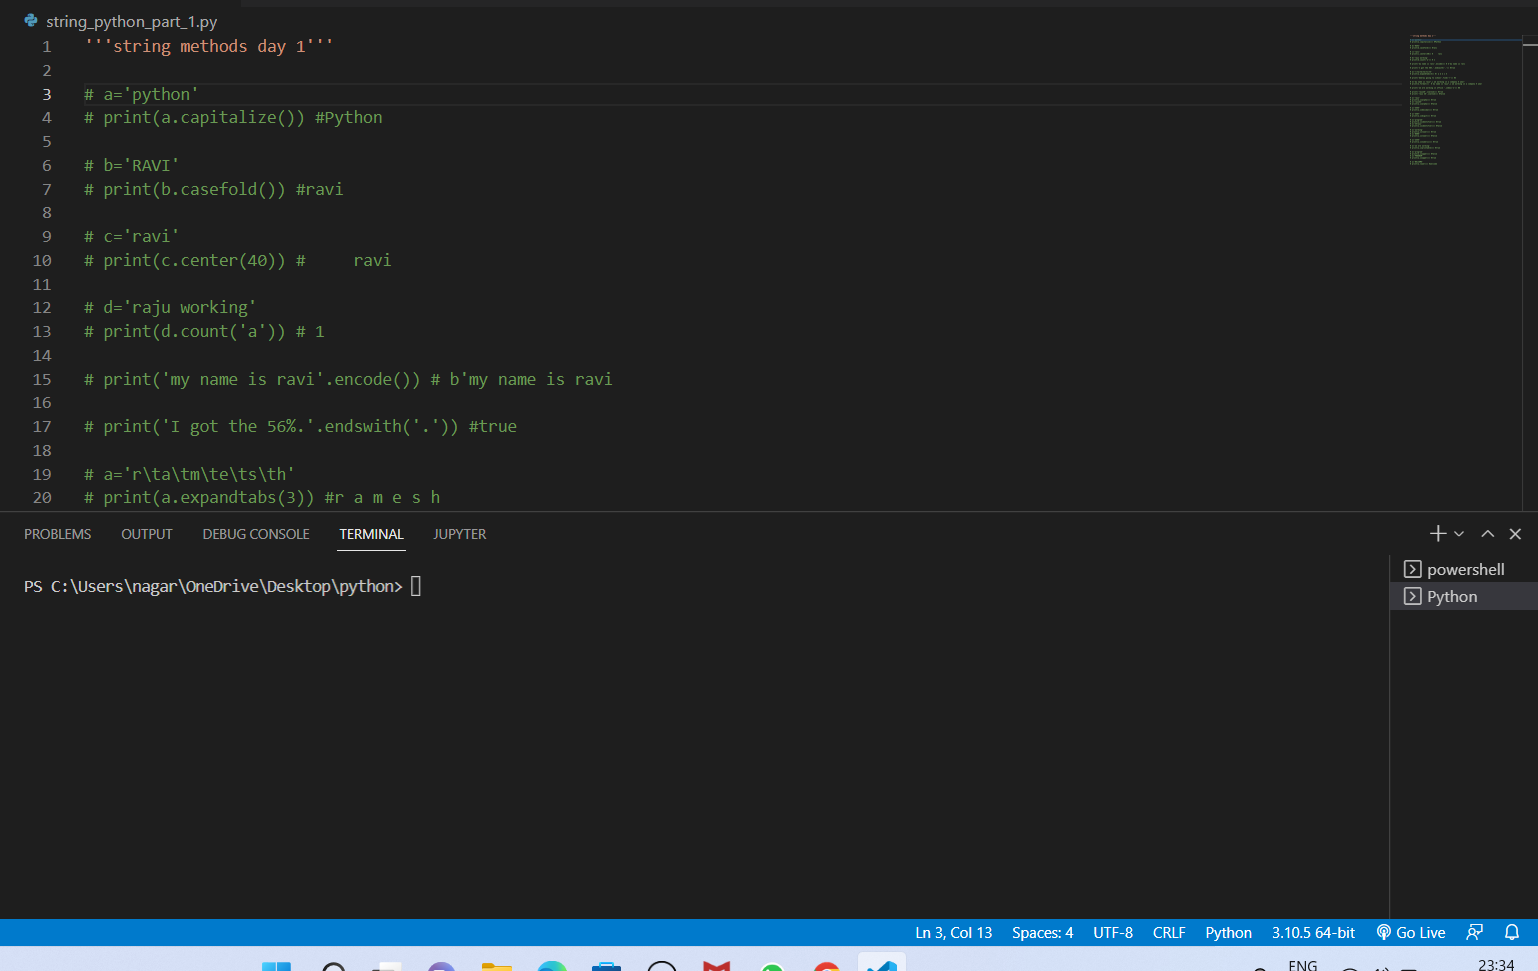 string_python_part_1.py
1 '''string methods day 1'''
2
3 # a='python'
4 # print(a.capitalize()) #Python
5
6 # b='RAVI'
7 # print(b.casefold()) #ravi
8
9 # c='ravi'
10 # print(c.center(40)) #     ravi
11
12 # d='raju working'
13 # print(d.count('a')) # 1
14
15 # print('my name is ravi'.encode()) # b'my name is ravi
16
17 # print('I got the 56%.'.endswith('.')) #true
18
19 # a='r\ta\tm\te\ts\th'
20 # print(a.expandtabs(3)) #r a m e s h
PROBLEMS OUTPUT DEBUG CONSOLE TERMINAL JUPYTER
PS C:\Users\nagar\OneDrive\Desktop\python>
powershell
Python
Ln 3, Col 13 Spaces: 4 UTF-8 CRLF Python 3.10.5 64-bit Go Live
ENG 23:34